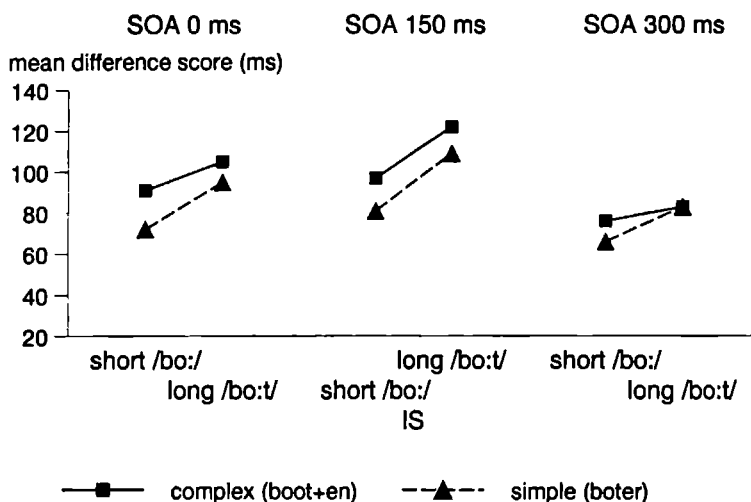 SOA 0 ms SOA 150 ms SOA 300 ms
mean difference score (ms)
140
120
100
80
60
40
20
short /bo:/ long /bo:t/ short /bo:/
long /bo:t/ short /bo:/ long /bo:t/
IS
complex (boot+en) simple (boter)